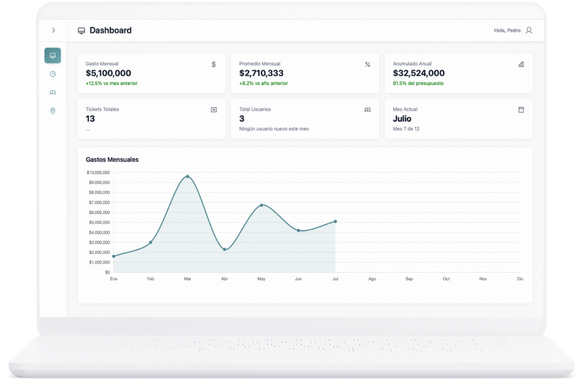 Dashboard
Hola, Pedro
Gasto Mensual
$
$5,100,000
+12.5% vs mes anterior
Promedio Mensual
%
$2,710,333
+8.2% vs año anterior
Acumulado Anual
$32,524,000
81.5% del presupuesto
Tickets Totales
13
...
Total Usuarios
3
Ningún usuario nuevo este mes
Mes Actual
Julio
Mes 7 de 12
Gastos Mensuales
$10,000,000
$9,000,000
$8,000,000
$7,000,000
$6,000,000
$5,000,000
$4,000,000
$3,000,000
$2,000,000
$1,000,000
$0
Ene Feb Mar Abr May Jun Jul Ago Sep Oct Nov Dic